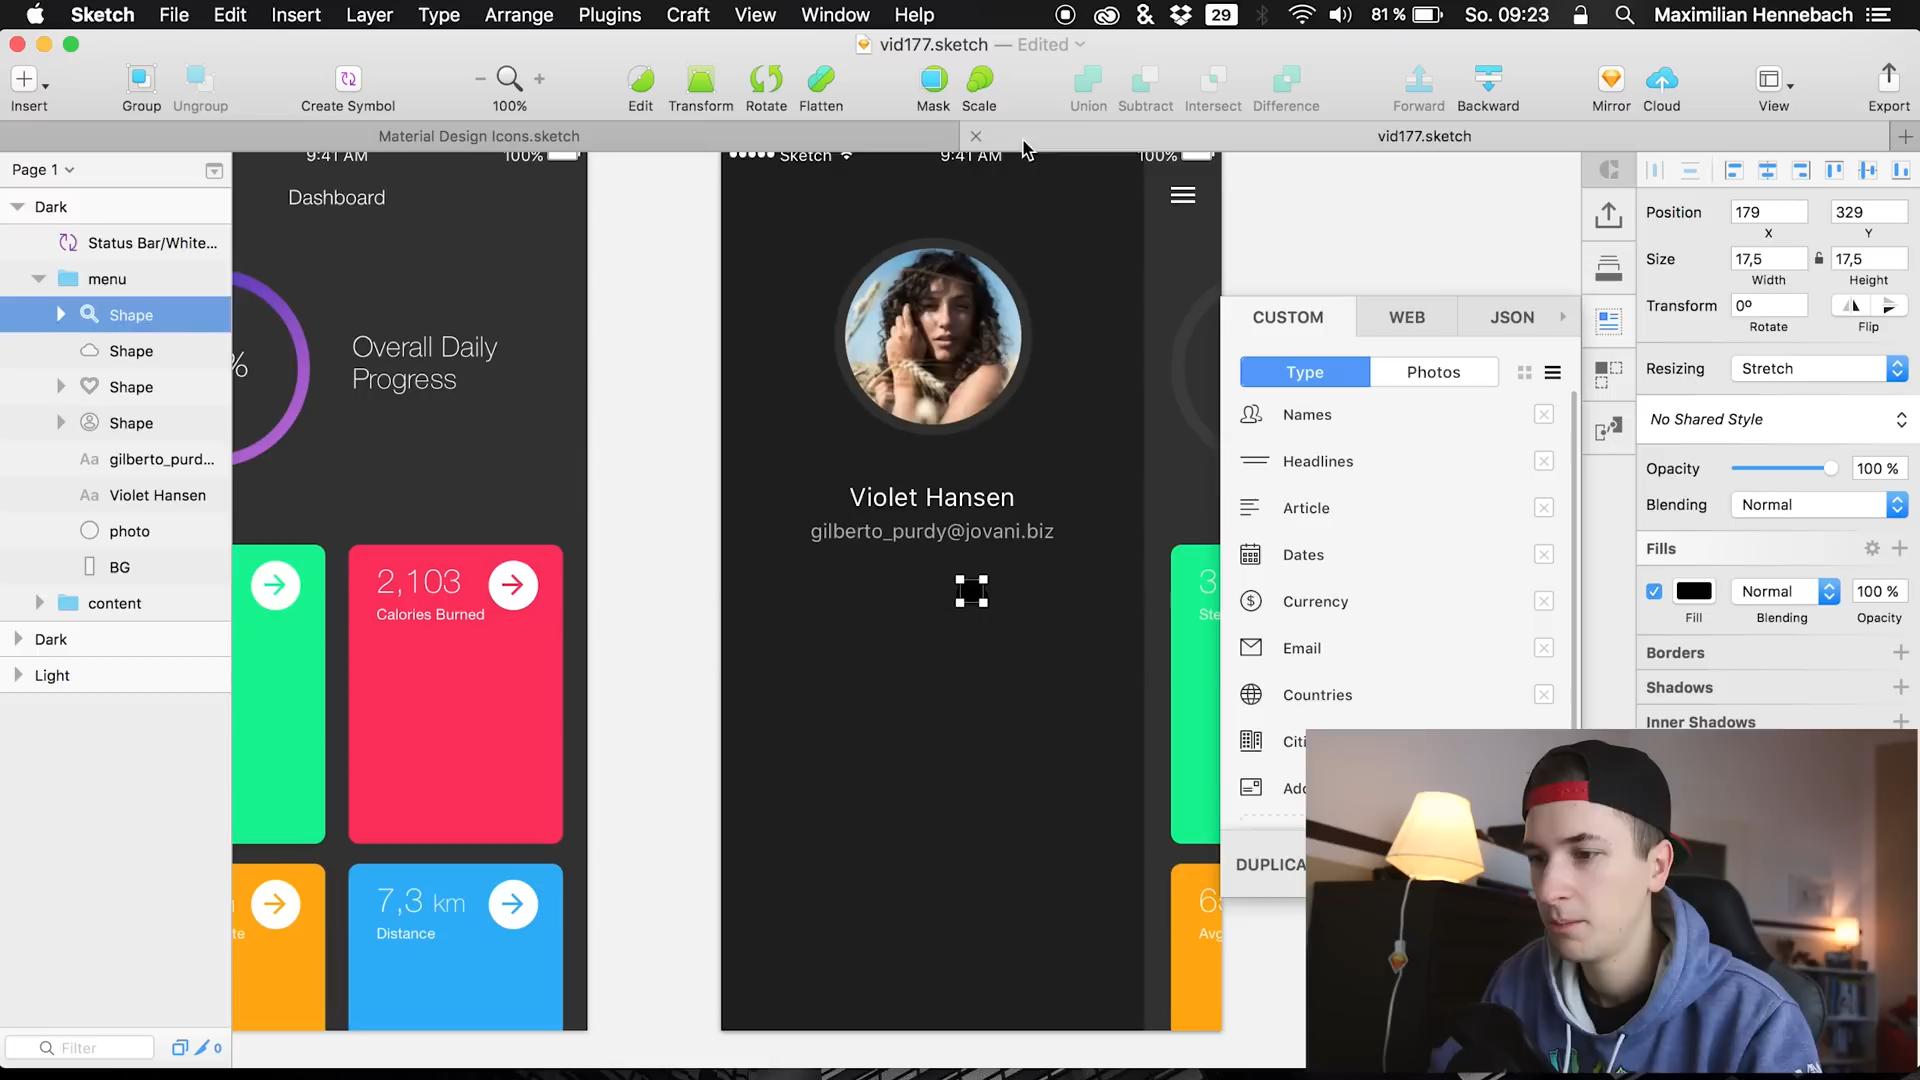 Sketch File Edit Insert Layer Type Arrange Plugins Craft View Window Help 29 81 % So. 09:23 Maximilian Hennebach
vid177.sketch — Edited
Insert Group Ungroup Create Symbol 100% Edit Transform Rotate Flatten Mask Scale Union Subtract Intersect Difference Forward Backward Mirror Cloud View Export
Material Design Icons.sketch vid177.sketch
Page 1
Dark
Status Bar/White...
menu
Shape
Shape
Shape
Shape
Aa gilberto_purd...
Aa Violet Hansen
photo
BG
content
Dark
Light
Filter 0
9:41 AM 100%
Dashboard
%
Overall Daily
Progress
2,103
Calories Burned
7,3 km
Distance
Sketch 9:41 AM 100%
Violet Hansen
gilberto_purdy@jovani.biz
CUSTOM WEB JSON
Type Photos
Names
Headlines
Article
Dates
Currency
Email
Countries
Position 179 329
X Y
Size 17,5 17,5
Width Height
Transform 0º
Rotate Flip
Resizing Stretch
No Shared Style
Opacity 100 %
Blending Normal
Fills
Normal 100 %
Fill Blending Opacity
Borders
Shadows
Inner Shadows